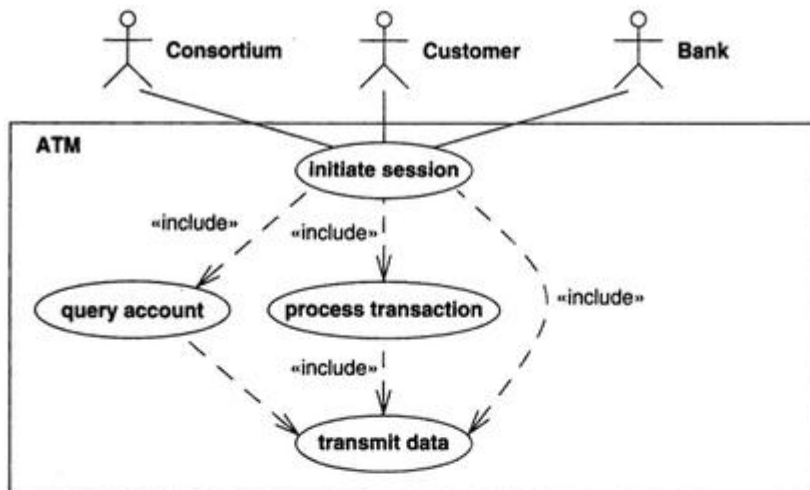 Consortium
Customer
Bank
ATM
initiate session
«include»
«include»
«include»
query account
process transaction
«include»
transmit data